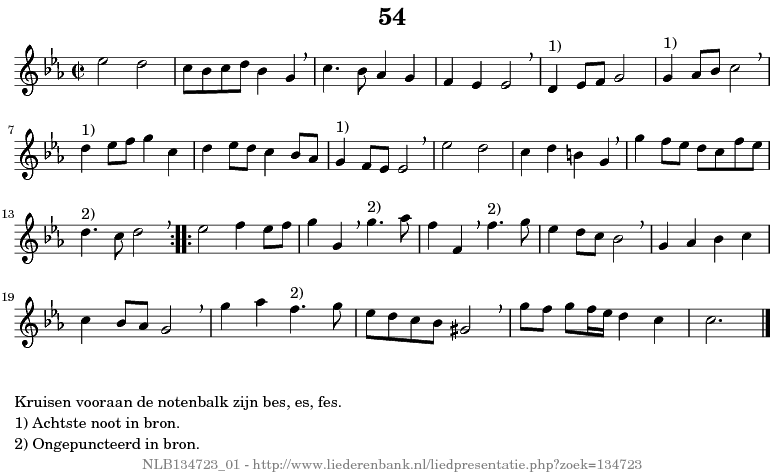 54
1) 1)
7 1) 1)
13 2) 2) 2)
19 2)
Kruisen vooraan de notenbalk zijn bes, es, fes.
1) Achtste noot in bron.
2) Ongepuncteerd in bron.
NLB134723_01 - http://www.liederenbank.nl/liedpresentatie.php?zoek=134723